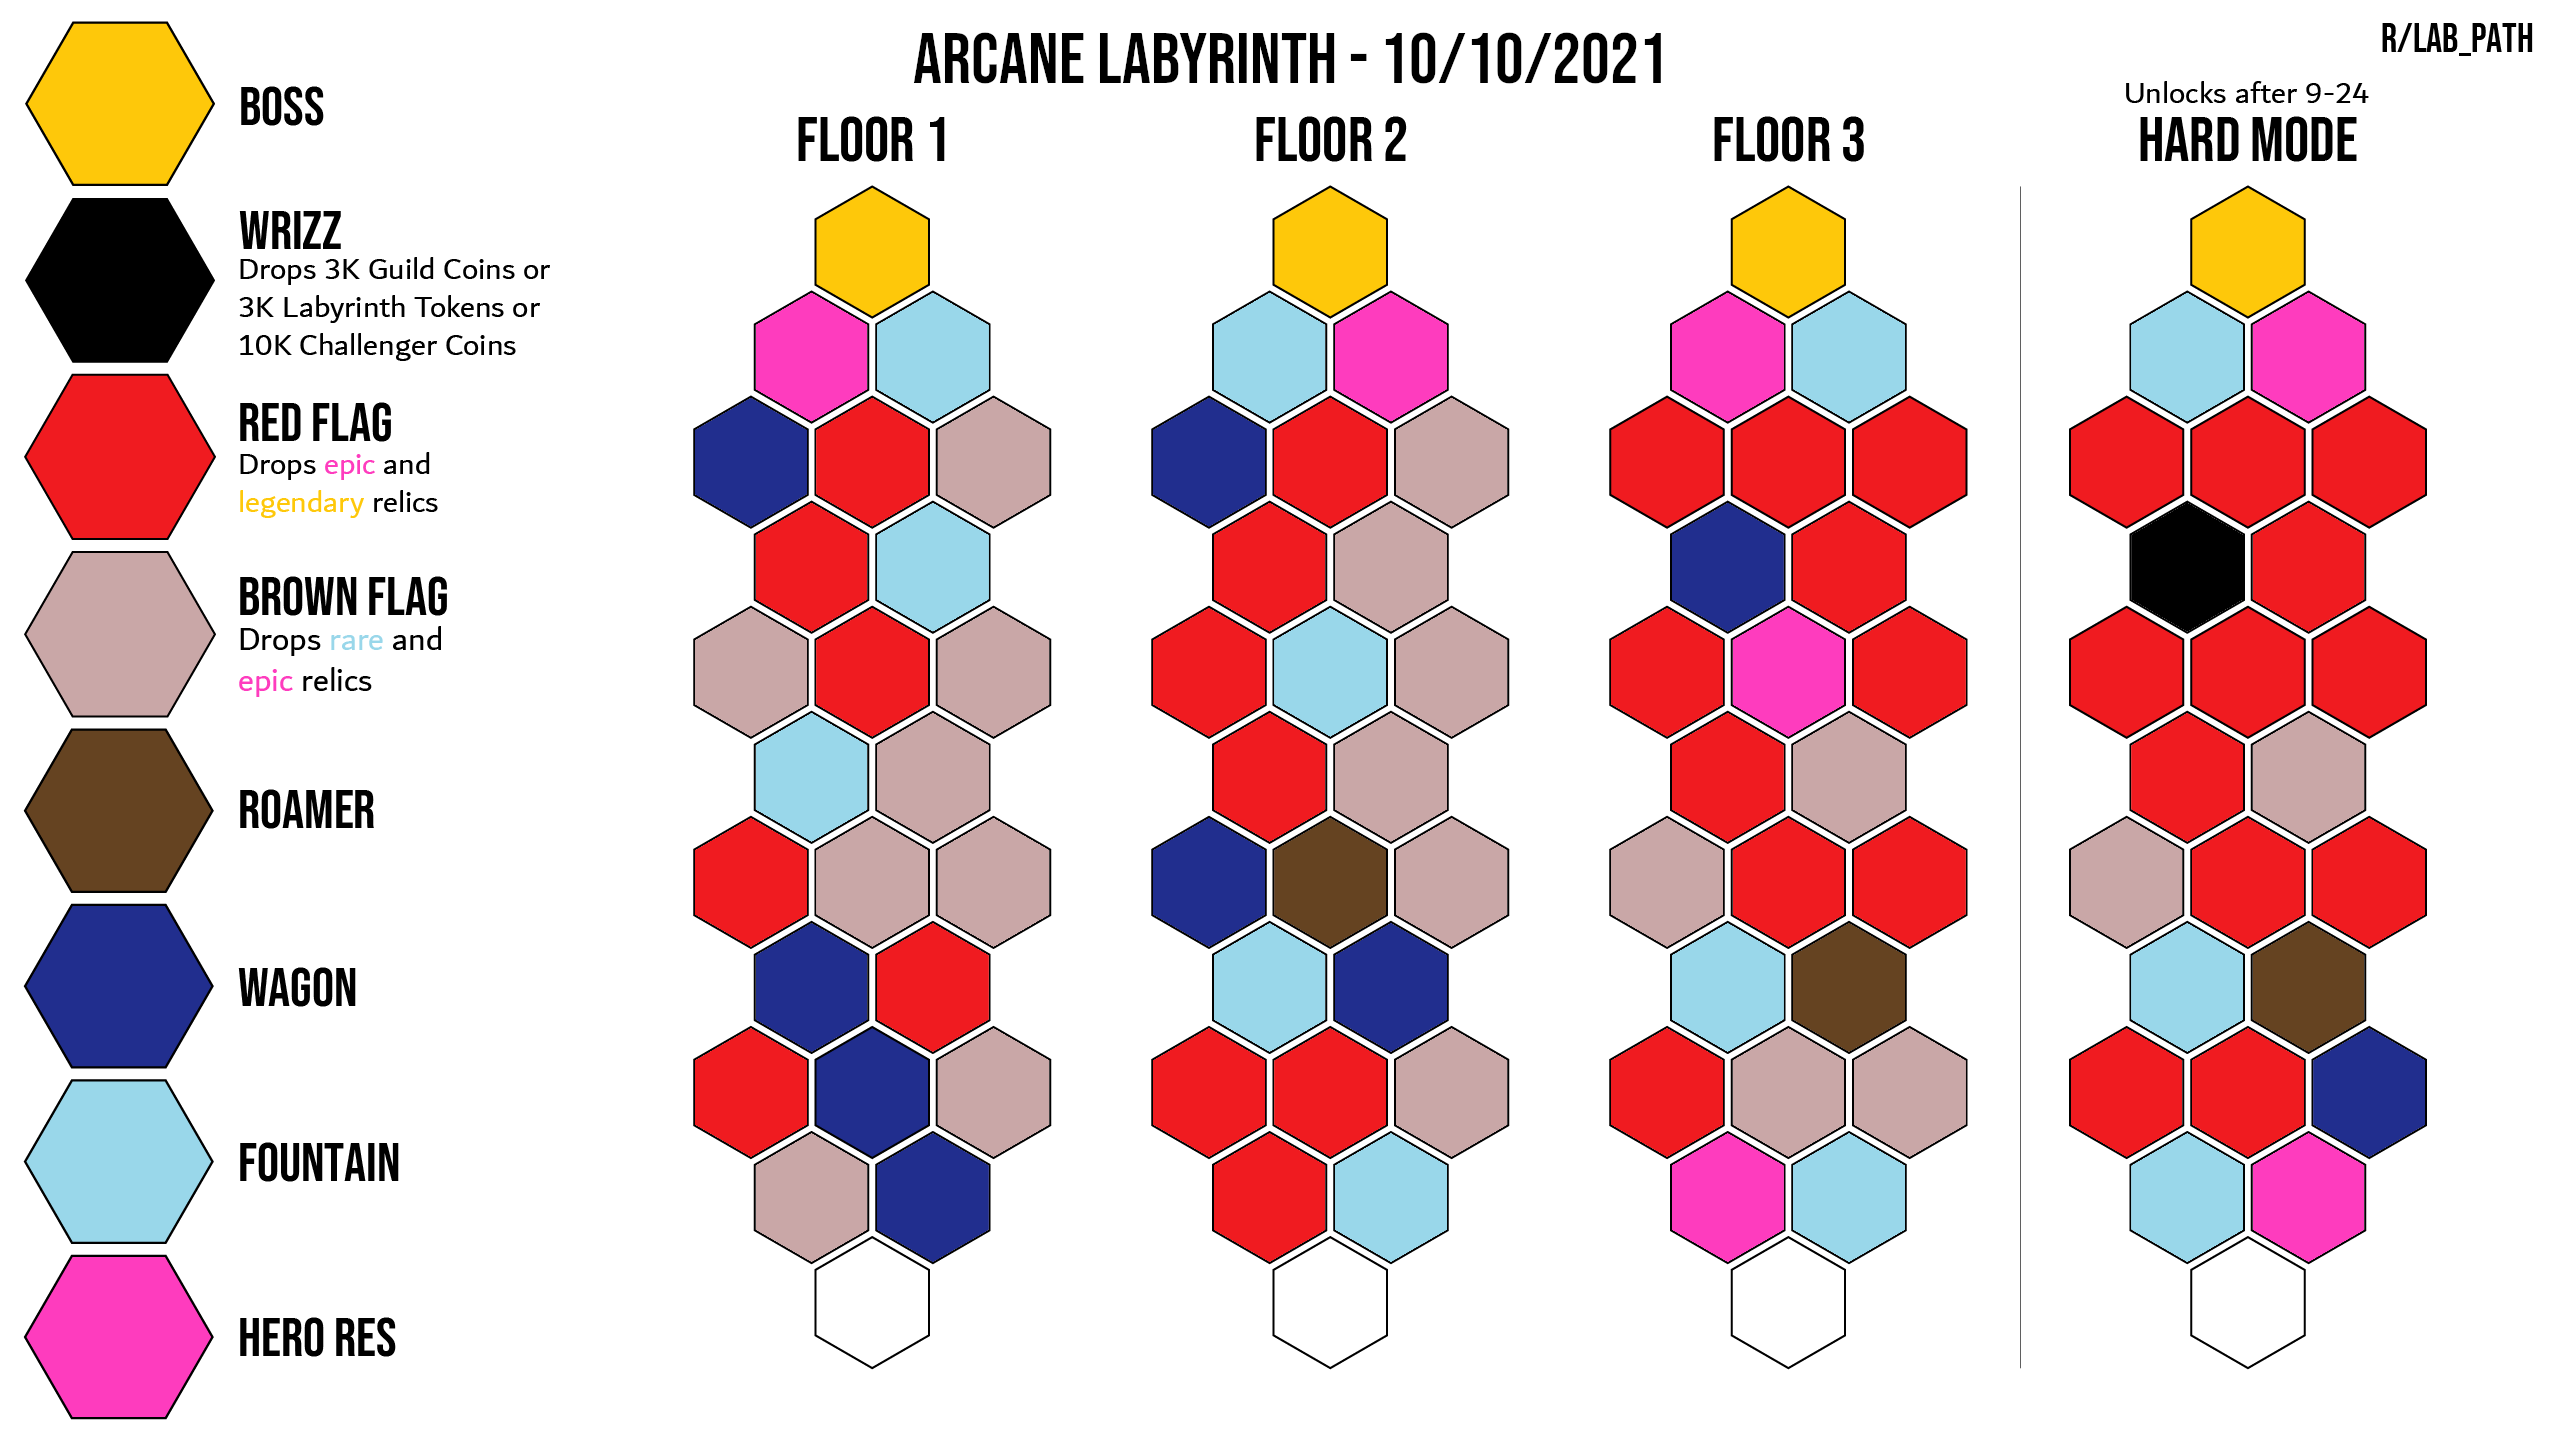 ARCANE LABYRINTH - 10/10/2021
R/LAB_PATH
FLOOR 1
FLOOR 2
FLOOR 3
Unlocks after 9-24
HARD MODE
BOSS
WRIZZ
Drops 3K Guild Coins or
3K Labyrinth Tokens or
10K Challenger Coins
RED FLAG
Drops epic and
legendary relics
BROWN FLAG
Drops rare and
epic relics
ROAMER
WAGON
FOUNTAIN
HERO RES